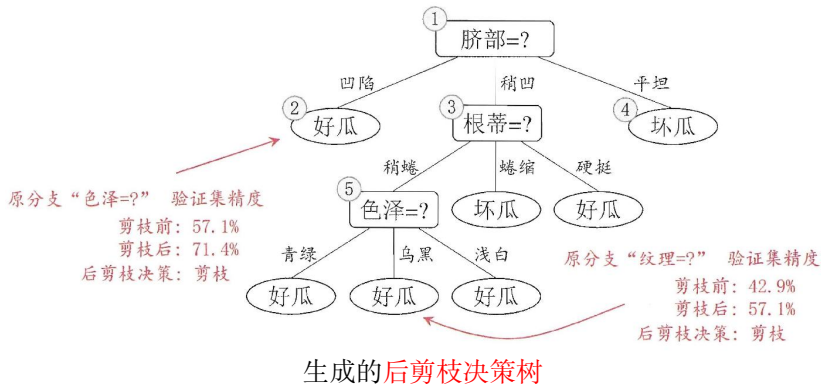 ①
脐部=?
凹陷
稍凹
平坦
②
好瓜
③
根蒂=?
④
坏瓜
稍蜷
蜷缩
硬挺
原分支“色泽=?” 验证集精度
剪枝前: 57.1%
剪枝后: 71.4%
后剪枝决策: 剪枝
⑤
色泽=?
坏瓜
好瓜
青绿
乌黑
浅白
好瓜
好瓜
好瓜
原分支“纹理=?” 验证集精度
剪枝前: 42.9%
剪枝后: 57.1%
后剪枝决策: 剪枝
生成的后剪枝决策树